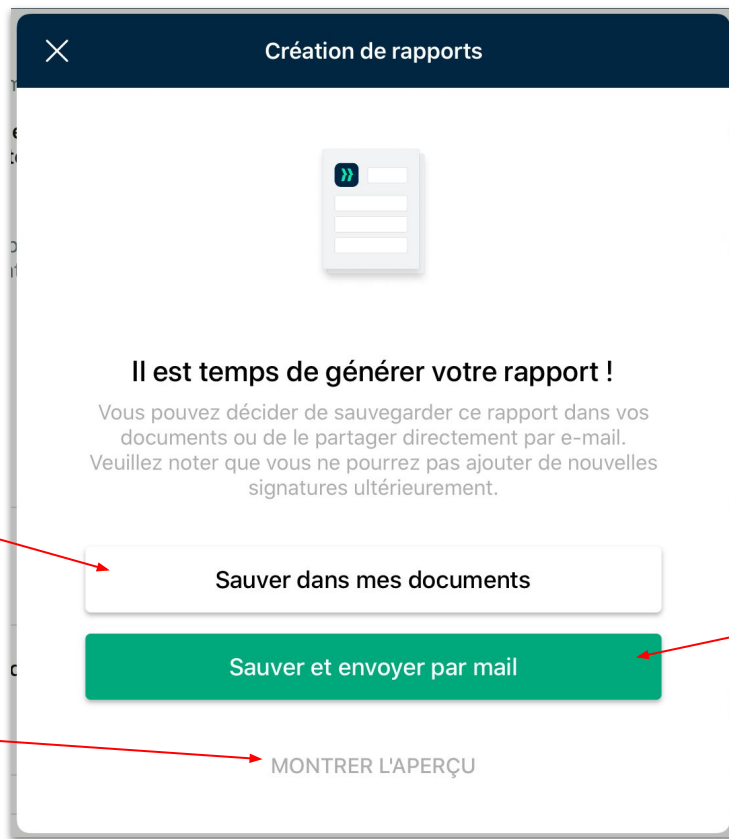 Création de rapports
Il est temps de générer votre rapport !
Vous pouvez décider de sauvegarder ce rapport dans vos
documents ou de le partager directement par e-mail.
Veuillez noter que vous ne pourrez pas ajouter de nouvelles
signatures ultérieurement.
Sauver dans mes documents
Sauver et envoyer par mail
MONTRER L'APERÇU